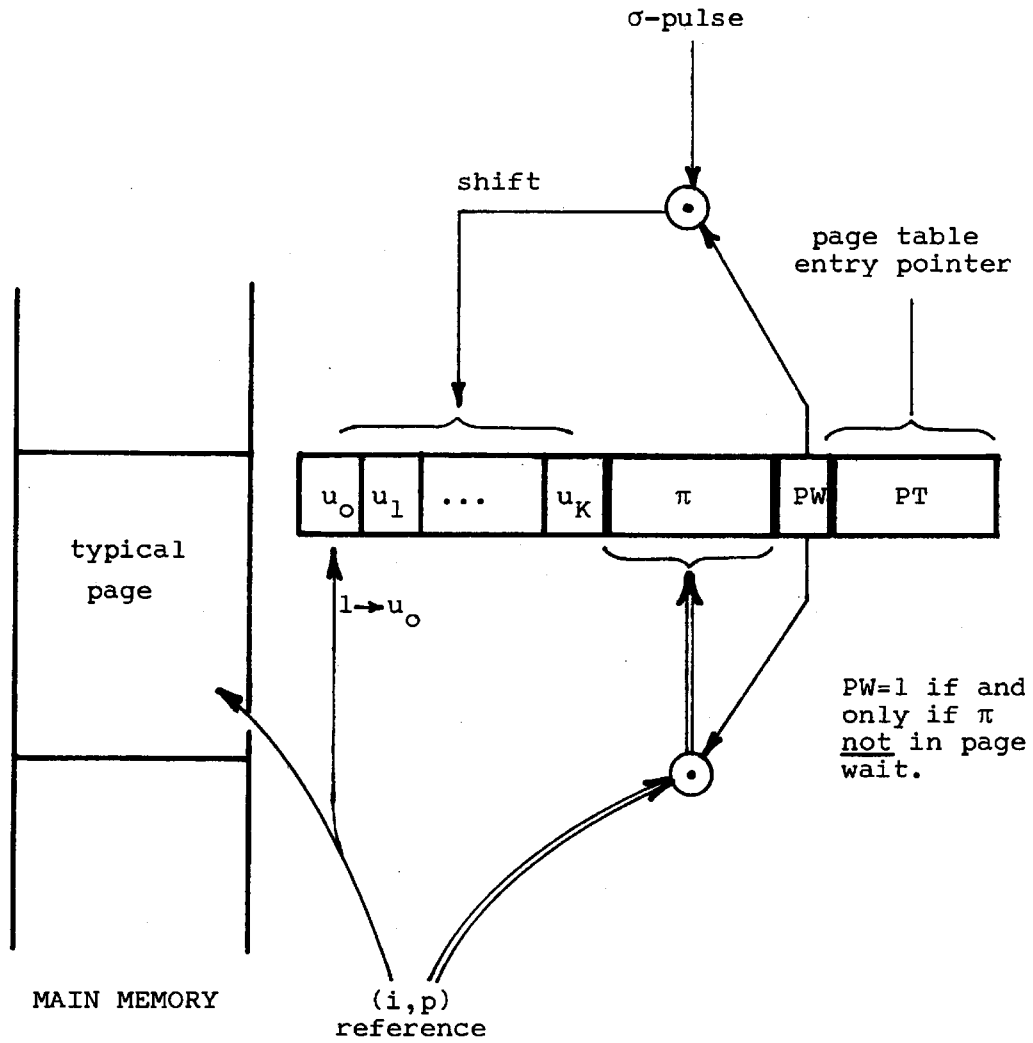 σ-pulse
shift
page table
entry pointer
u₀ u₁ ... u_K π PW PT
typical
page
1→u₀
PW=1 if and
only if π
not in page
wait.
MAIN MEMORY
(i,p)
reference